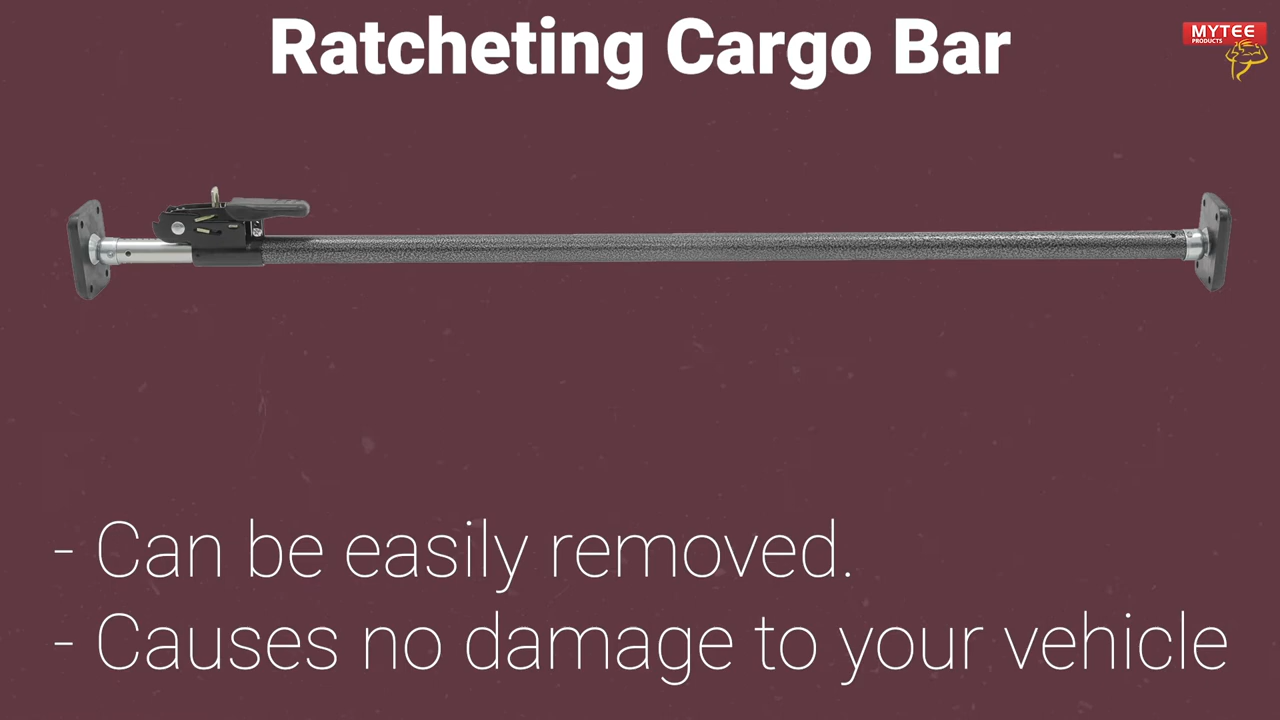 Ratcheting Cargo Bar
MYTEE
PRODUCTS
- Can be easily removed.
- Causes no damage to your vehicle